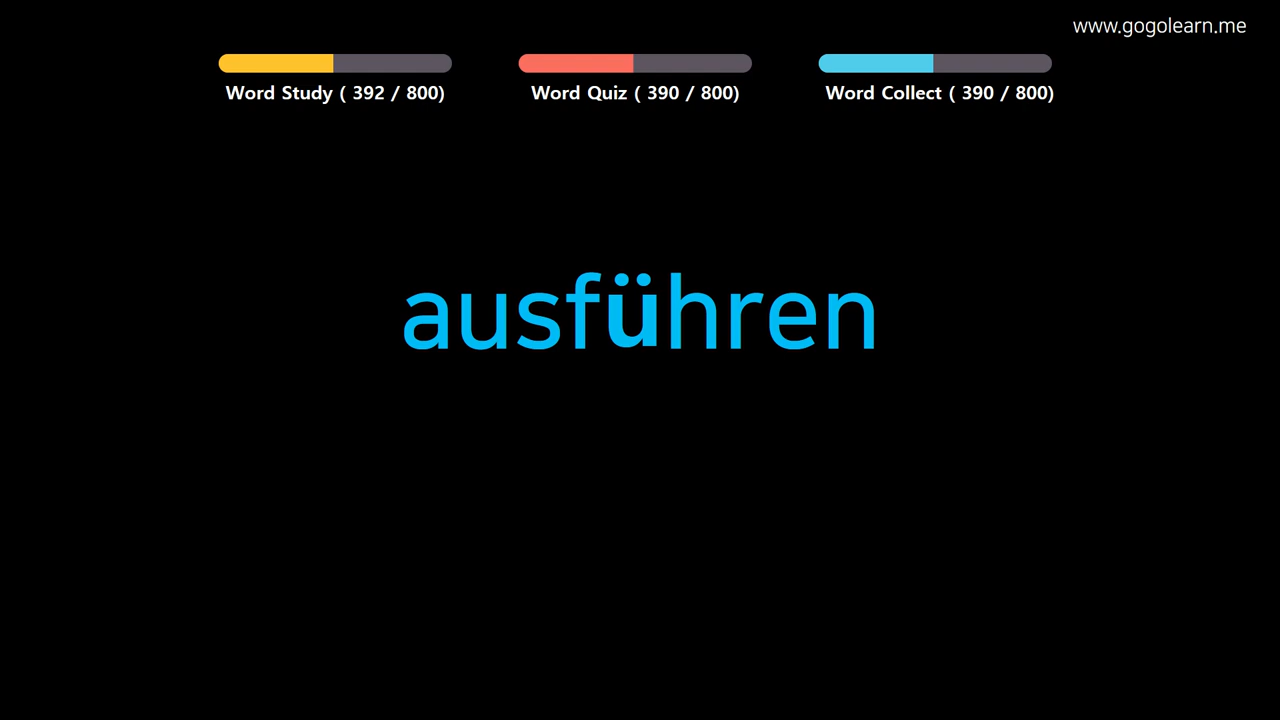 www.gogolearn.me
Word Study ( 392 / 800)
Word Quiz ( 390 / 800)
Word Collect ( 390 / 800)
ausführen